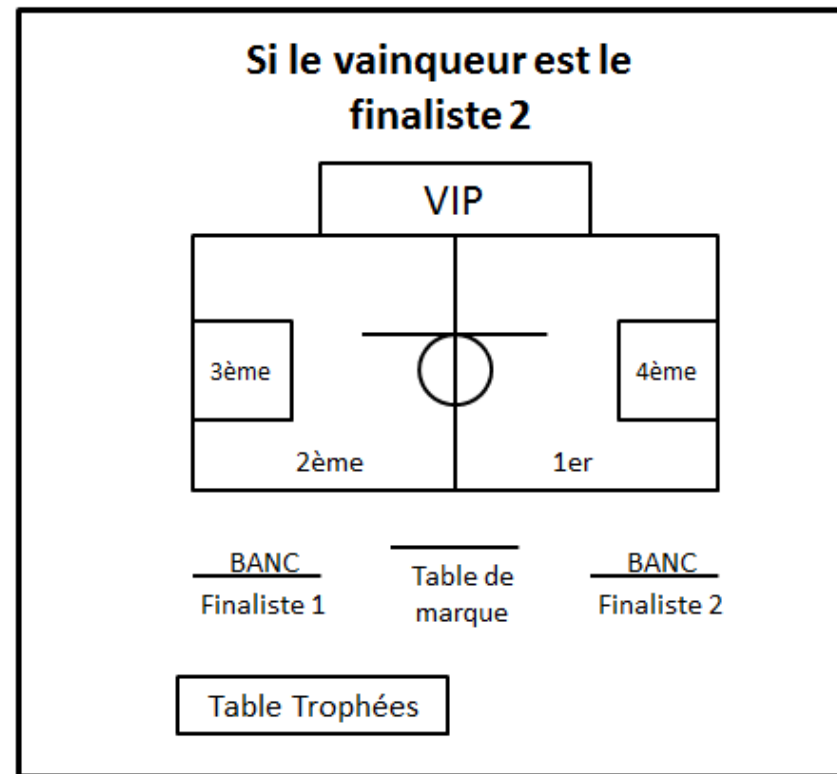 Si le vainqueur est le
finaliste 2
VIP
3ème
4ème
2ème
1er
BANC
Finaliste 1
Table de
marque
BANC
Finaliste 2
Table Trophées